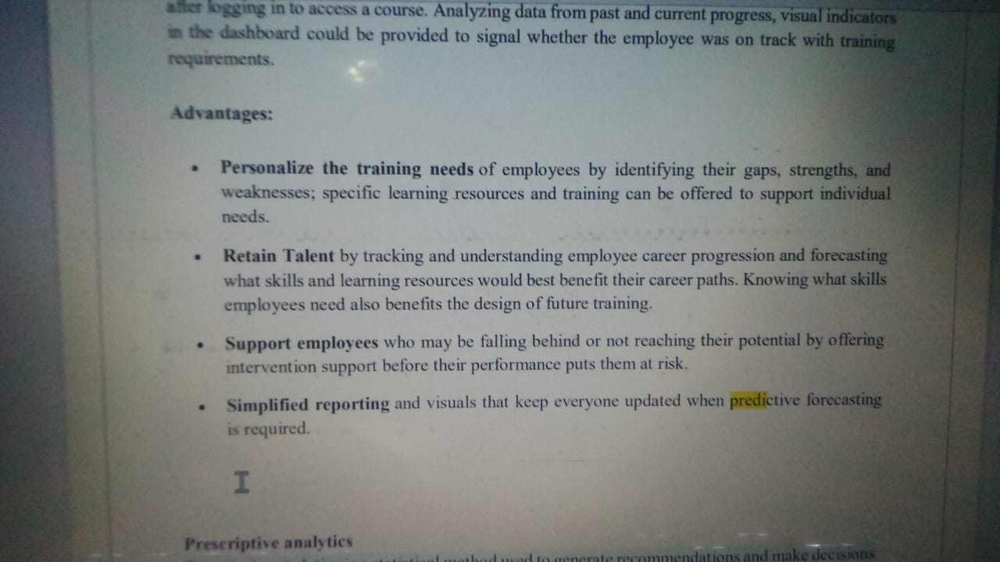 after logging in to access a course. Analyzing data from past and current progress, visual indicators
in the dashboard could be provided to signal whether the employee was on track with training
requirements.
Advantages:
• Personalize the training needs of employees by identifying their gaps, strengths, and
weaknesses; specific learning resources and training can be offered to support individual
needs.
• Retain Talent by tracking and understanding employee career progression and forecasting
what skills and learning resources would best benefit their career paths. Knowing what skills
employees need also benefits the design of future training.
• Support employees who may be falling behind or not reaching their potential by offering
intervention support before their performance puts them at risk.
• Simplified reporting and visuals that keep everyone updated when predictive forecasting
is required.
Prescriptive analytics
statistical method used to generate recommendations and make decisions